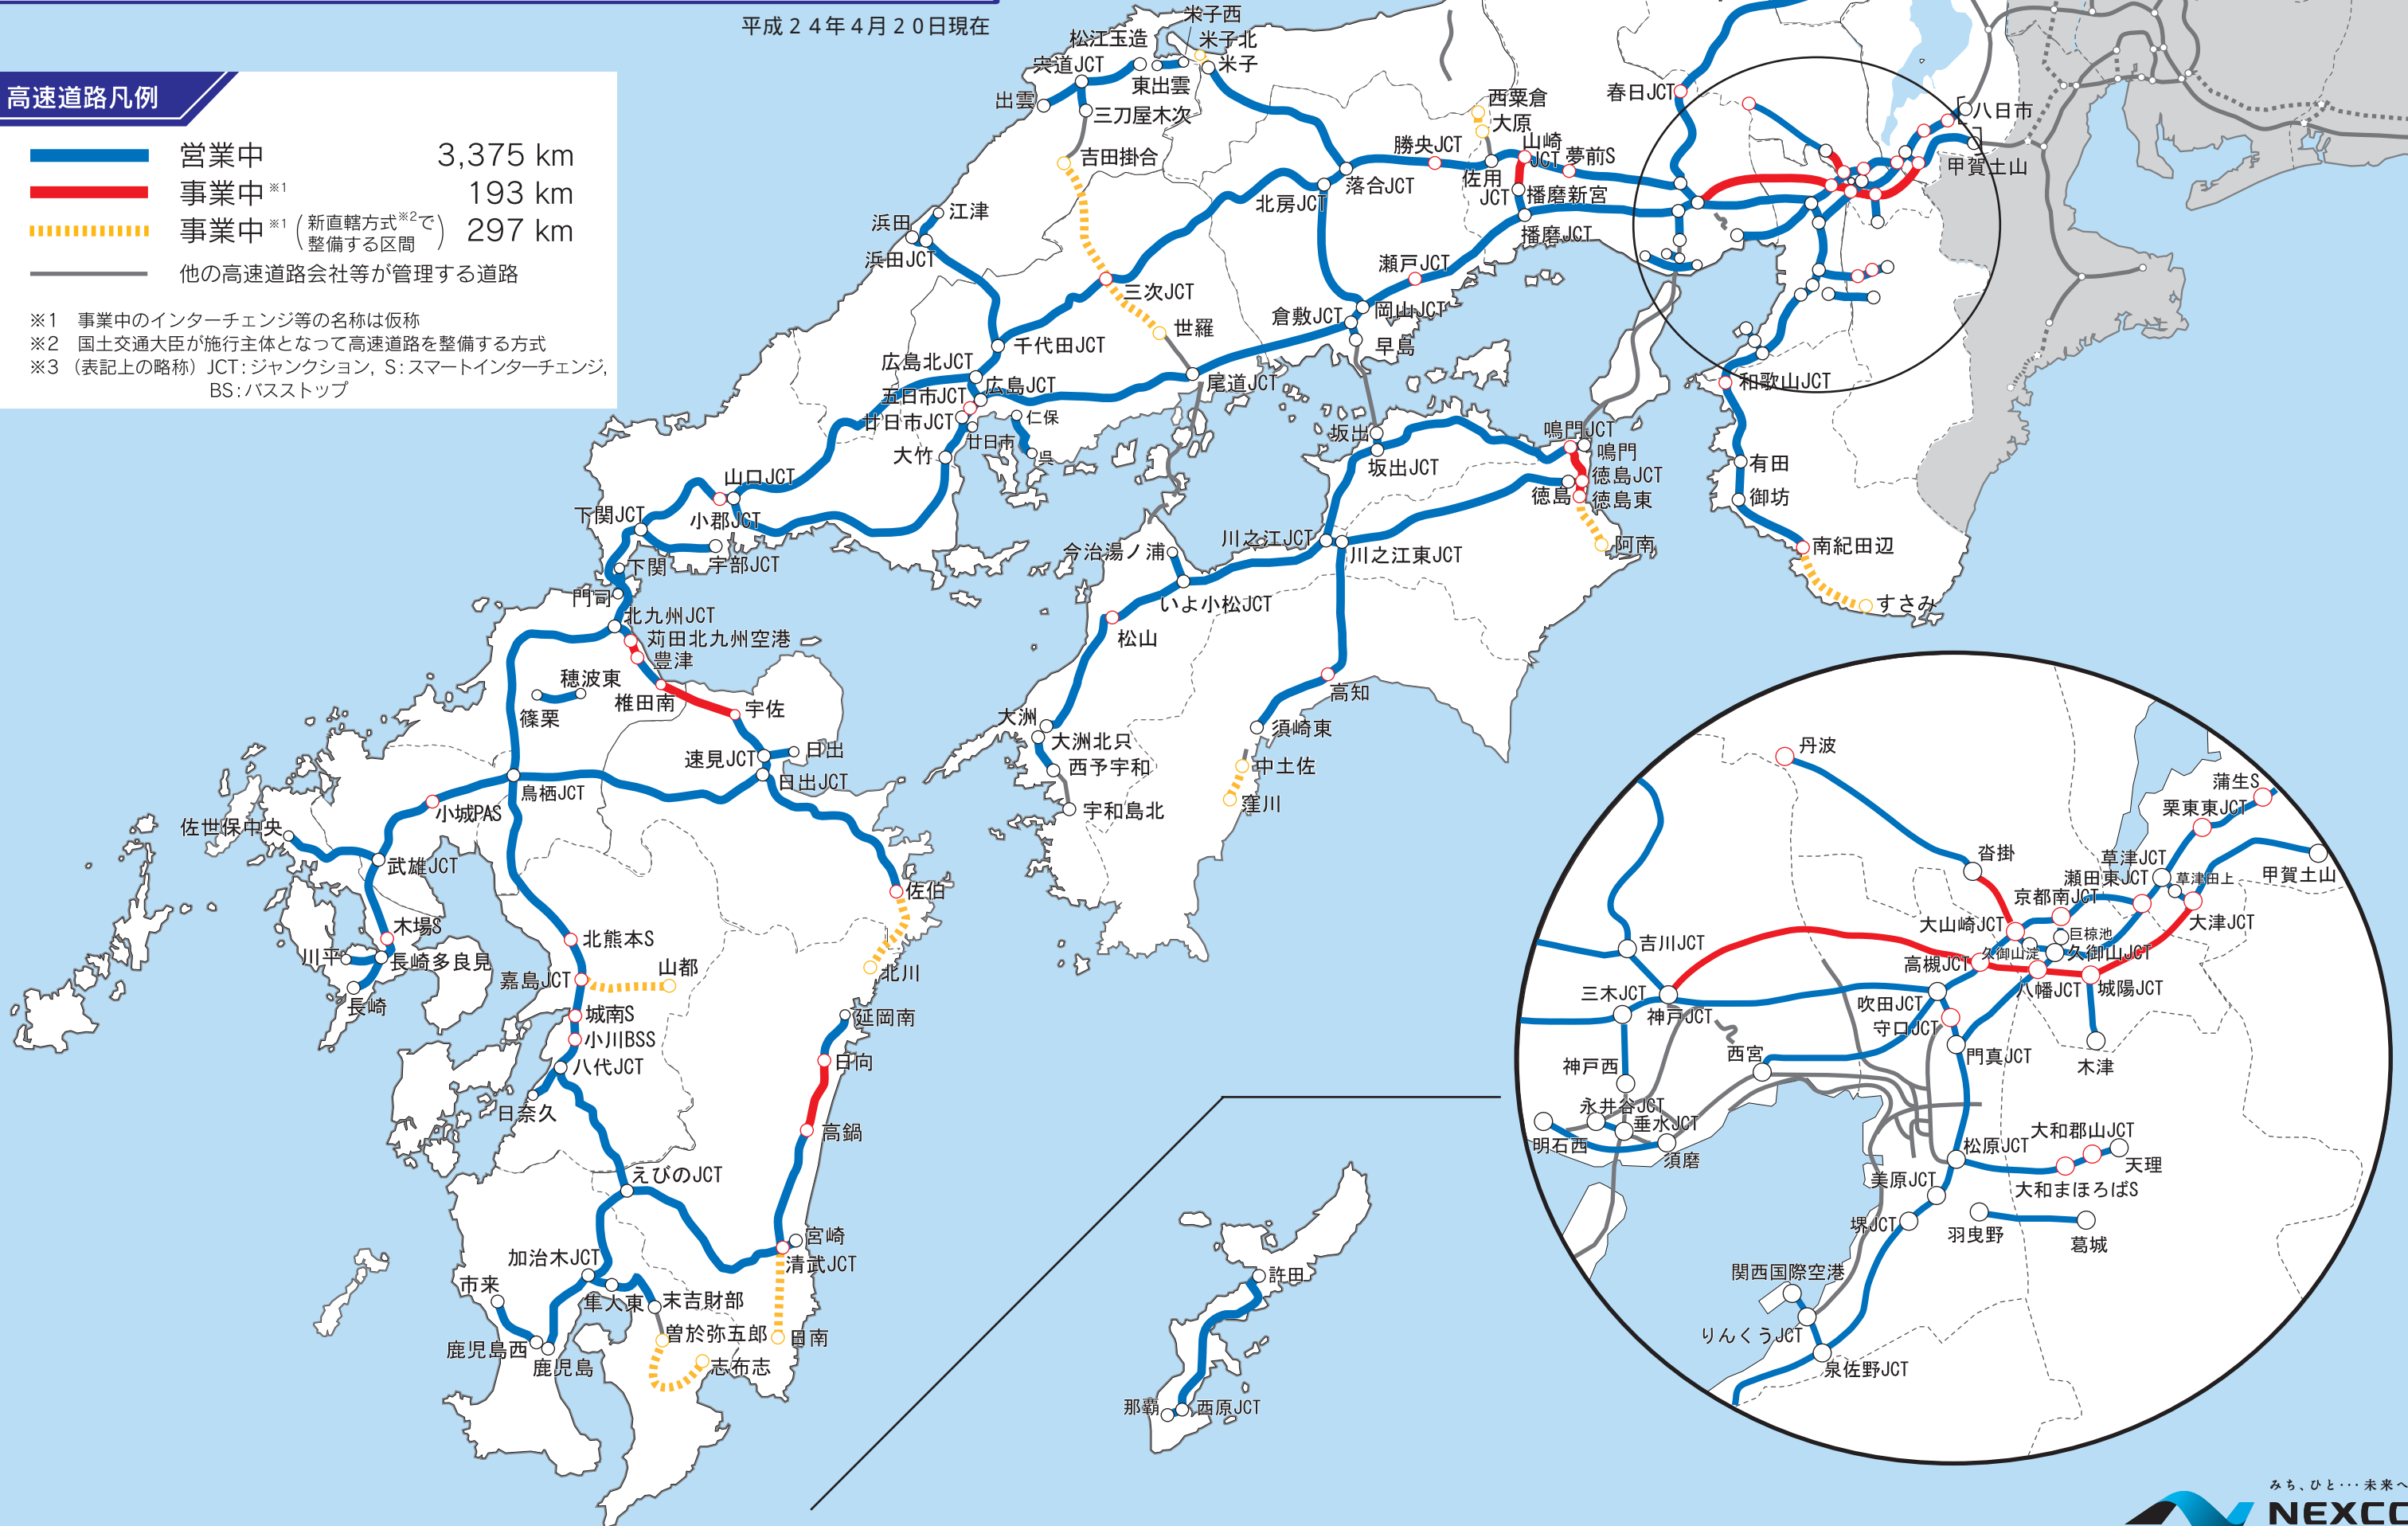 平成２４年４月２０日現在
高速道路凡例
営業中 3,375 km
事業中※1 193 km
事業中※1 (新直轄方式※2で整備する区間) 297 km
他の高速道路会社等が管理する道路
※1 事業中のインターチェンジ等の名称は仮称
※2 国土交通大臣が施行主体となって高速道路を整備する方式
※3 （表記上の略称）JCT：ジャンクション，S：スマートインターチェンジ，
BS：バスストップ
米子西
松江玉造
米子北
宍道JCT
米子
東出雲
出雲
三刀屋木次
吉田掛合
西粟倉
大原
勝央JCT
山崎JCT
夢前S
佐用JCT
播磨新宮
落合JCT
北房JCT
播磨JCT
春日JCT
八日市
甲賀土山
浜田
江津
浜田JCT
三次JCT
世羅
瀬戸JCT
倉敷JCT
岡山JCT
早島
千代田JCT
広島北JCT
広島JCT
五日市JCT
廿日市JCT
廿日市
仁保
呉
大竹
尾道JCT
和歌山JCT
有田
御坊
南紀田辺
すさみ
坂出
坂出JCT
鳴門JCT
鳴門
徳島JCT
徳島
徳島東
阿南
山口JCT
小郡JCT
下関JCT
宇部JCT
下関
門司
今治湯ノ浦
川之江JCT
川之江東JCT
いよ小松JCT
松山
高知
須崎東
中土佐
窪川
大洲
大洲北只
西予宇和
宇和島北
北九州JCT
苅田北九州空港
豊津
穂波東
篠栗
椎田南
宇佐
速見JCT
日出
日出JCT
鳥栖JCT
小城PAS
佐世保中央
武雄JCT
木場S
川平
長崎多良見
長崎
佐伯
北川
延岡南
日向
高鍋
北熊本S
嘉島JCT
山都
城南S
小川BSS
八代JCT
日奈久
えびのJCT
宮崎
清武JCT
加治木JCT
市来
隼人東
末吉財部
曽於弥五郎
日南
志布志
鹿児島西
鹿児島
許田
那覇
西原JCT
丹波
蒲生S
栗東東JCT
沓掛
草津JCT
瀬田東JCT
草津田上
甲賀土山
京都南JCT
大山崎JCT
大津JCT
巨椋池
久御山淀
久御山JCT
吉川JCT
高槻JCT
八幡JCT
城陽JCT
三木JCT
神戸JCT
吹田JCT
守口JCT
門真JCT
木津
西宮
神戸西
永井谷JCT
垂水JCT
明石西
須磨
松原JCT
大和郡山JCT
天理
大和まほろばS
美原JCT
堺JCT
羽曳野
葛城
関西国際空港
りんくうJCT
泉佐野JCT
みち、ひと…未来へ
NEXCO